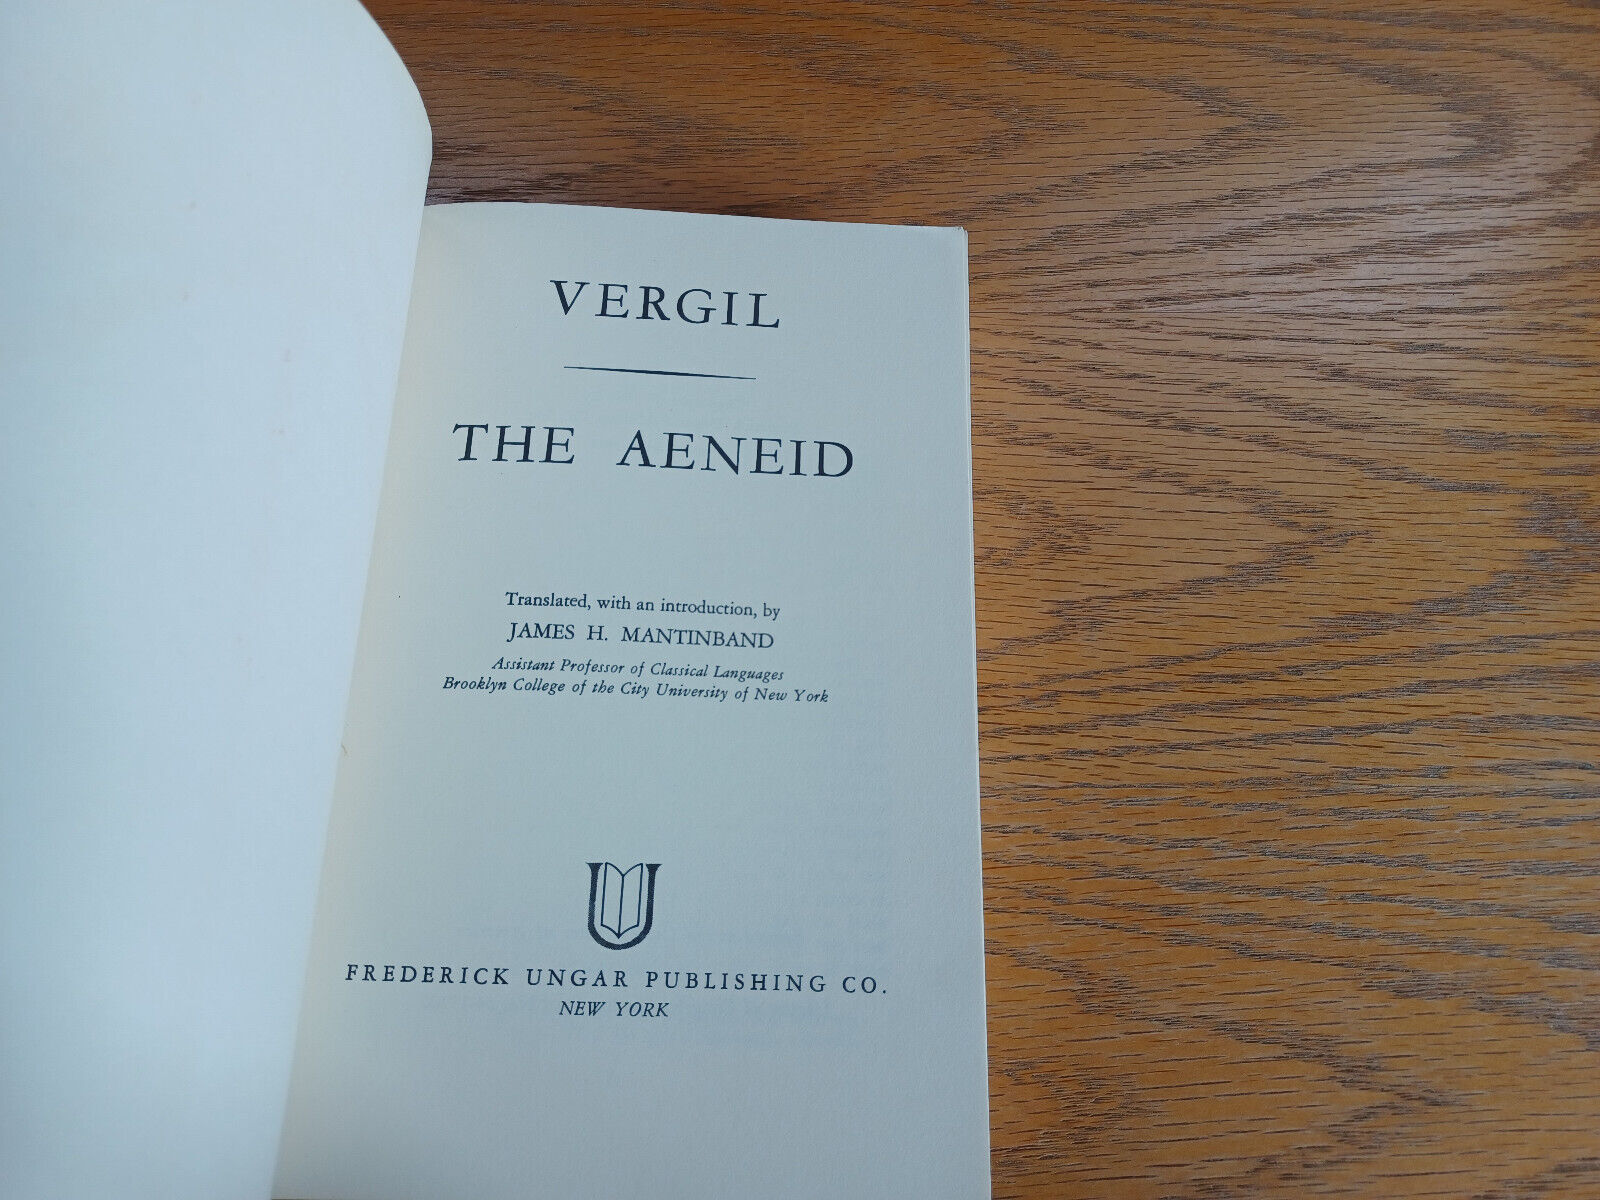 VERGIL
THE AENEID
Translated, with an introduction, by
JAMES H. MANTINBAND
Assistant Professor of Classical Languages
Brooklyn College of the City University of New York
FREDERICK UNGAR PUBLISHING CO.
NEW YORK